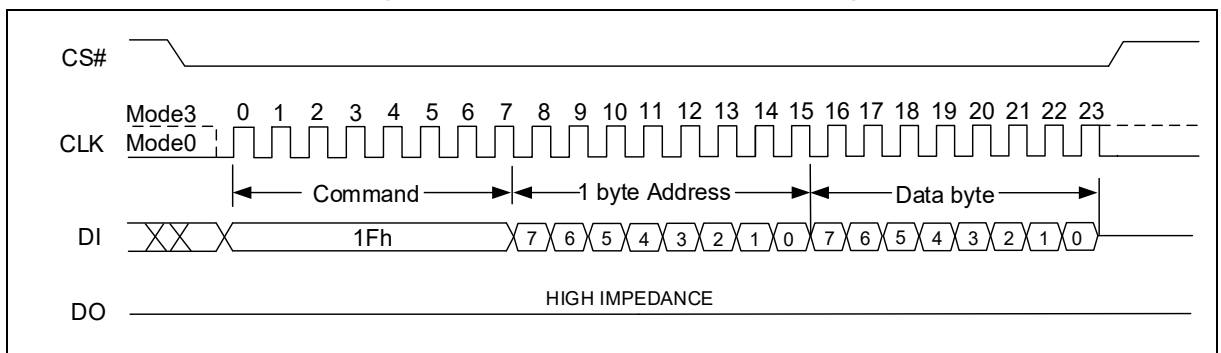 CS#
Mode3 0 1 2 3 4 5 6 7 8 9 10 11 12 13 14 15 16 17 18 19 20 21 22 23
CLK Mode0
Command 1 byte Address Data byte
DI 1Fh 7 6 5 4 3 2 1 0 7 6 5 4 3 2 1 0
HIGH IMPEDANCE
DO